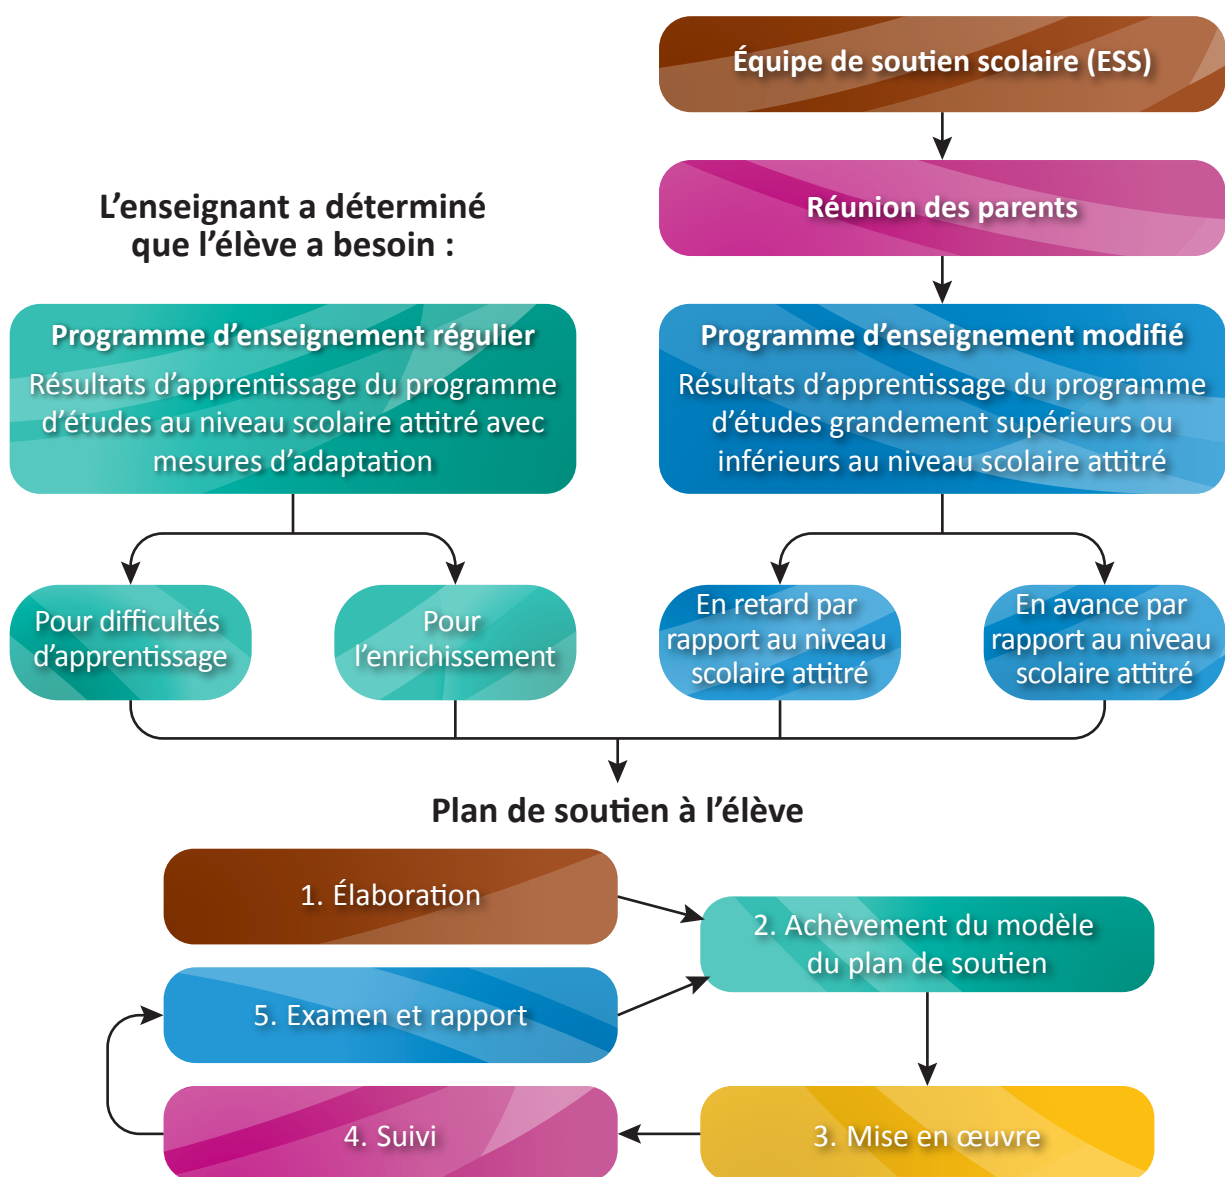 Équipe de soutien scolaire (ESS)
Réunion des parents
L’enseignant a déterminé
que l’élève a besoin :
Programme d’enseignement régulier
Résultats d’apprentissage du programme
d’études au niveau scolaire attitré avec
mesures d’adaptation
Programme d’enseignement modifié
Résultats d’apprentissage du programme
d’études grandement supérieurs ou
inférieurs au niveau scolaire attitré
Pour difficultés
d’apprentissage
Pour
l’enrichissement
En retard par
rapport au niveau
scolaire attitré
En avance par
rapport au niveau
scolaire attitré
Plan de soutien à l’élève
1. Élaboration
2. Achèvement du modèle
du plan de soutien
5. Examen et rapport
4. Suivi
3. Mise en œuvre